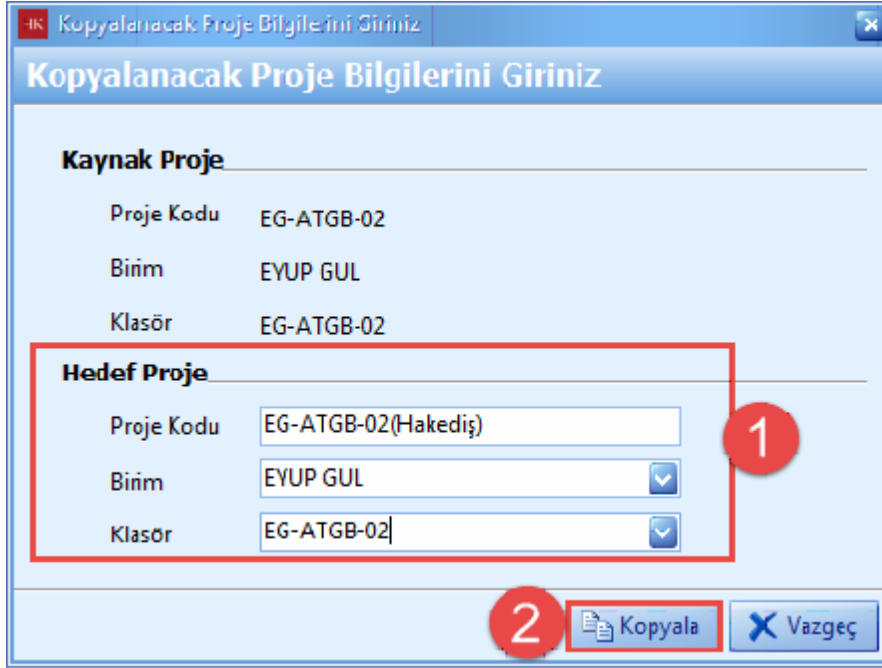 HK Kopyalanacak Proje Bilgilerini Giriniz
Kopyalanacak Proje Bilgilerini Giriniz
Kaynak Proje
Proje Kodu EG-ATGB-02
Birim EYUP GUL
Klasör EG-ATGB-02
Hedef Proje
Proje Kodu EG-ATGB-02(Hakediş)
1
Birim EYUP GUL
Klasör EG-ATGB-02
2 Kopyala Vazgeç